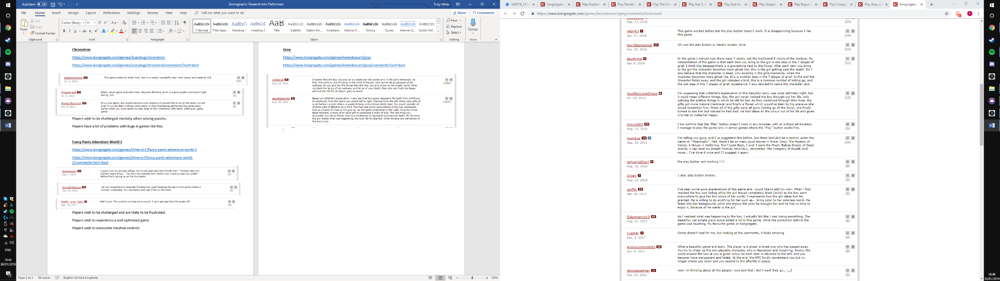 AutoSave Off
Demographic Research into Platformers
Toby White
File Home Insert Design Layout References Mailings Review View Help Tell me what you want to do
Share Comments
Paste
Cut
Copy
Format Painter
Calibri (Body) 11
AaBbCcDc AaBbCcDc AaBbCc AaBbCcC AaB AaBbCcC AaBbCcDc AaBbCcDc AaBbCcDc AaBbCcDc AaBbCcDc AaBbCcDc AaBbCcDc
¶ Normal ¶ No Spac... Heading 1 Heading 2 Title Subtitle Subtle Em... Emphasis Intense E... Strong Quote Intense Q... Subtle Ref...
Find
Replace
Select
Dictate
Clipboard Font Paragraph Styles Editing Voice
Chronotron
https://www.kongregate.com/games/Scarybug/chronotron
https://www.kongregate.com/games/scarybug/chronotron/comments?sort=best
NightAndFaye 25
Jul. 3, 2012
This game make my brain hurt...but in a wacky, wonderful way! Very clever and creative! 5/5
(33)
Slipperveel 23
Jul. 6, 2011
Really clever game and well made. Requires thinking which is a good quality and doesn't get
boring. 4/5
(5)
ManiacRaccoon 72
Mar. 5, 2011
It's a nice game, but sometimes previous versions of yourself fail to do all the tasks you did
even if you did them without interruption or they themselves performed the same tasks
earlier while you were careful to stay clear of ANY interaction with them. Otherwise, great
game.
(5)
Players wish to be challenged mentally when solving puzzles.
Players have a lot of problems with bugs in games like this.
Fancy Pants Adventure World 2
https://www.kongregate.com/games/DrNeroCF/fancy-pants-adventure-world-2
https://www.kongregate.com/games/drnerocf/fancy-pants-adventure-world-
2/comments?sort=best
Dec. 2, 2014
I spent over 20 minutes yelling "NO hit the snail shell the OTHER WAY!" "WHERE ARE YOU
GOING? stand STILL!" "You hit it the WRONG WAY AGAIN now I have to start ALL OVER!"
before finally giving up on the blue pants.
(6)
SquidlyMemes 14
Oct. 23, 2016
Its now impossible to complete the beginner quest because the lag on this game makes it
entirely unplayable. You can barely even get 5 fps on this trash.
(5)
RWBY_One_Fairy 5
Sep. 19, 2017
Well I suck. The controls confuse me so much, I can't get past the title screen XD
(5)
Players wish to be challenged and are likely to be frustrated.
Players wish to experience a well optimised game
Players wish to encounter intuitive controls
Grey
https://www.kongregate.com/games/kevindoesart/grey
https://www.kongregate.com/games/kevindoesart/grey/comments?sort=best
LittleHat
Aug. 15, 2011
It seems that the boy you play as is a dead one who exists only in the girl's memories. As
first, the world is void of colour in the mind of the girl, who cannot let go because of her
sadness. As you give her the things that she like, you give colour to her empty world. Once
you help her let go of her sadness, and let go of your death, then she can finally be happy
and live her life full of colour; grey no more.
(2385)
deathkknight
Aug. 28, 2011
Based on LittleHat's explanation, I also see that this game represent life itself, from childhood
to adulthood, from the items you collect left to right. Starting from the left, there were gifts of
a red balloon, a pink ribbon, a purple lollipop, and a brown teddy bear. You would consider all
of them gifts of affection to a child. The four-leaf clover encountered in the way represents
luck as a sense of hope to not give up. As the game progresses to the right, he gives a blue
bead necklace, a more of an adult gift to symbolize a chain of love. The last thing you
encounter is a yellow flower next to a tombstone to represent love beyond death. By the time
the girl realize what was happening, she took life for granted. What remains are mementos of
the boy's love.
(1547)
Page 2 of 2 59 words English (United Kingdom)
100%
ENG
18:48
30/01/2019
MGP19_15 bo Kongregate: Play Elephant Play Transfor Play The Com Play Run 3, a Play God Mo Play Grapple Play Rogue S Play Choppy Play Grey, a f Kongregate:
https://www.kongregate.com/games/kevindoesart/grey/comments?sort=best
Sep. 17, 2018
(14)
rebirk3 7
Apr. 17, 2018
This game worked before but the play button doesn't work. It is disappointing because I like
this game.
(14)
horriblememes 13
Mar. 25, 2018
Oh cool the play button is literally broken. Nice.
(14)
skullyme 9
Apr. 9, 2016
In the game I noticed how there were 7 colors, not the traditional 6 colors of the rainbow. My
interpretation of the game is that each item you bring to the girl is one step in the 7 stages of
grief, I think this because there is a gravestone next to the flower. After each item you bring
to the girl the character becomes more ghost like, this is the girl getting past the death, for I
also believe that the character is dead, only existing in the girls memories, when the
character becomes more ghost like, this is another step in the 7 stages of grief. In the end the
character fades away, and the girl releases a bird, this is a common symbol of letting go, and
the last step of the 7 stages of grief, acceptance. I also decided to name the character Jack.
(13)
YouObvLoveOreos 6
Jul. 23, 2013
I'm supposing that LittleHat's explanation of this beautiful story was most definitely right, but
it could mean different things. Say, the girl never noticed the boy through out her life, only
noticing the prettier things in which he left for her. As they continued through their lives, the
gifts got more mature (necklace) and finally a flower which would've been by his grave so she
would remember him. When all of the gifts were all gone (letting go of the dove), she finally
turned to see him but noticed he had died. He had taken all the colour out of his life and given
it to her to make her happy.
(13)
micos000 45
Aug. 13, 2018
I too confirm that the "Play" button doesn't work in any browser, with or without ad blockers.
I manage to play the game only in armor games where the "Play" button works fine.
(9)
numbus 34 D
Sep. 19, 2011
I'm telling you guys, and I've suggested this before, but there SHOULD be a section under the
name of, "Meaningful". Hell, there'd be so many good stories in there. Grey, The Majesty of
Colors, A House in California, Don't Look Back, I wish I were the Moon, Babies Dream of Dead
Worlds, I Can Hold my Breath Forever, ImorTALL, Storyteller, The Company of Myself, and
more... I've done it once and I'll suggest it again.
(10)
priyanjalihari 4
Aug. 18, 2018
the play button isnt working !!!!!
(8)
Oxiey 7
Aug. 13, 2018
1 star. play button broken.
(8)
awflip 23
Apr. 28, 2012
I've seen some good explanations of this game and i would like to add my own: When i first
realized the boy was fading while the girl stayed completely black (solid) as the boy went
everywhere to give her the colors of her world, it represents how the girl takes him for
granted. He is willing to do anything for her such as... bring color to her colorless world. He
fades into her background, while she enjoys the color he brought her and he has no time to
enjoy it, because all he wants is the girl.
(9)
Salamence19 48
Aug. 31, 2011
As I realised what was happening to the boy, I actually felt like I was losing something. The
beautiful, yet simple piano score added a lot to this game, while the symbolism behind the
game was touching. My favourite game on Kongregate.
(9)
Cyph4r 2
Dec. 3, 2017
Game doesn't load for me, but looking at the comments, it looks amazing
(8)
AnxiousVendetta 16
Jun. 8, 2017
What a beautiful game and story. The player is a ghost, a loved one who has passed away.
You try to cheer up the non-playable character, who is depressed and mourning. Slowly, the
world around the two of you is given colour as each item is returned to the NPC and you
become more transparent and faded. At the end, the NPC fondly remembers you but no
longer chains you down and you ascend to the afterlife in peace.
(8)
gloopspainter 21
Feb. 25, 2012
now i m thinking about all the people i love and that i don't want they go... :_3
(8)
18:48
30/01/2019